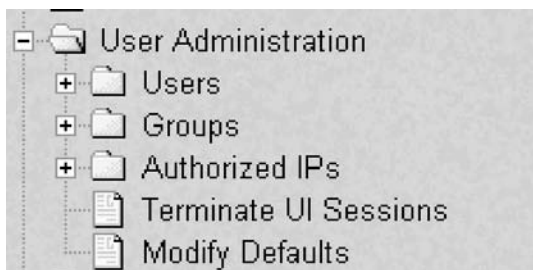 User Administration
Users
Groups
Authorized IPs
Terminate UI Sessions
Modify Defaults